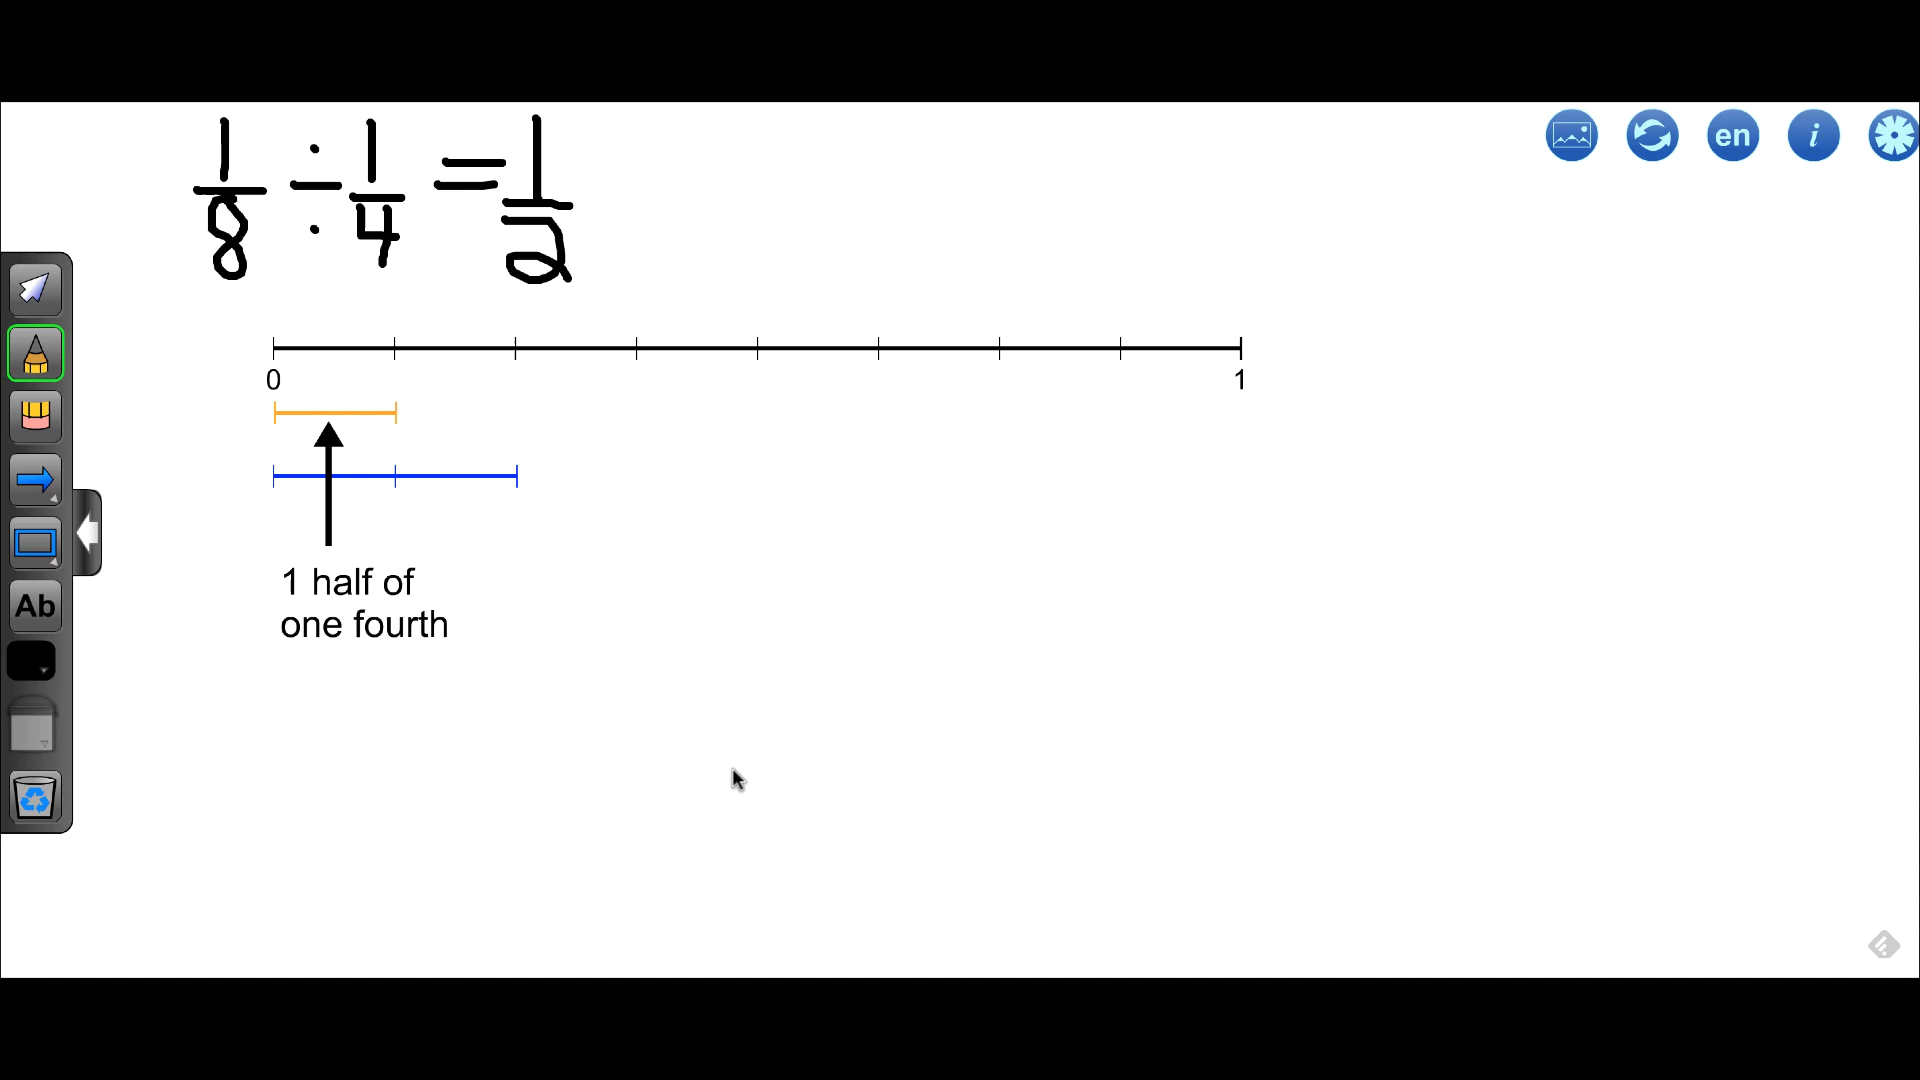 1/8 ÷ 1/4 = 1/2
en i
0 1
1 half of
one fourth
Ab